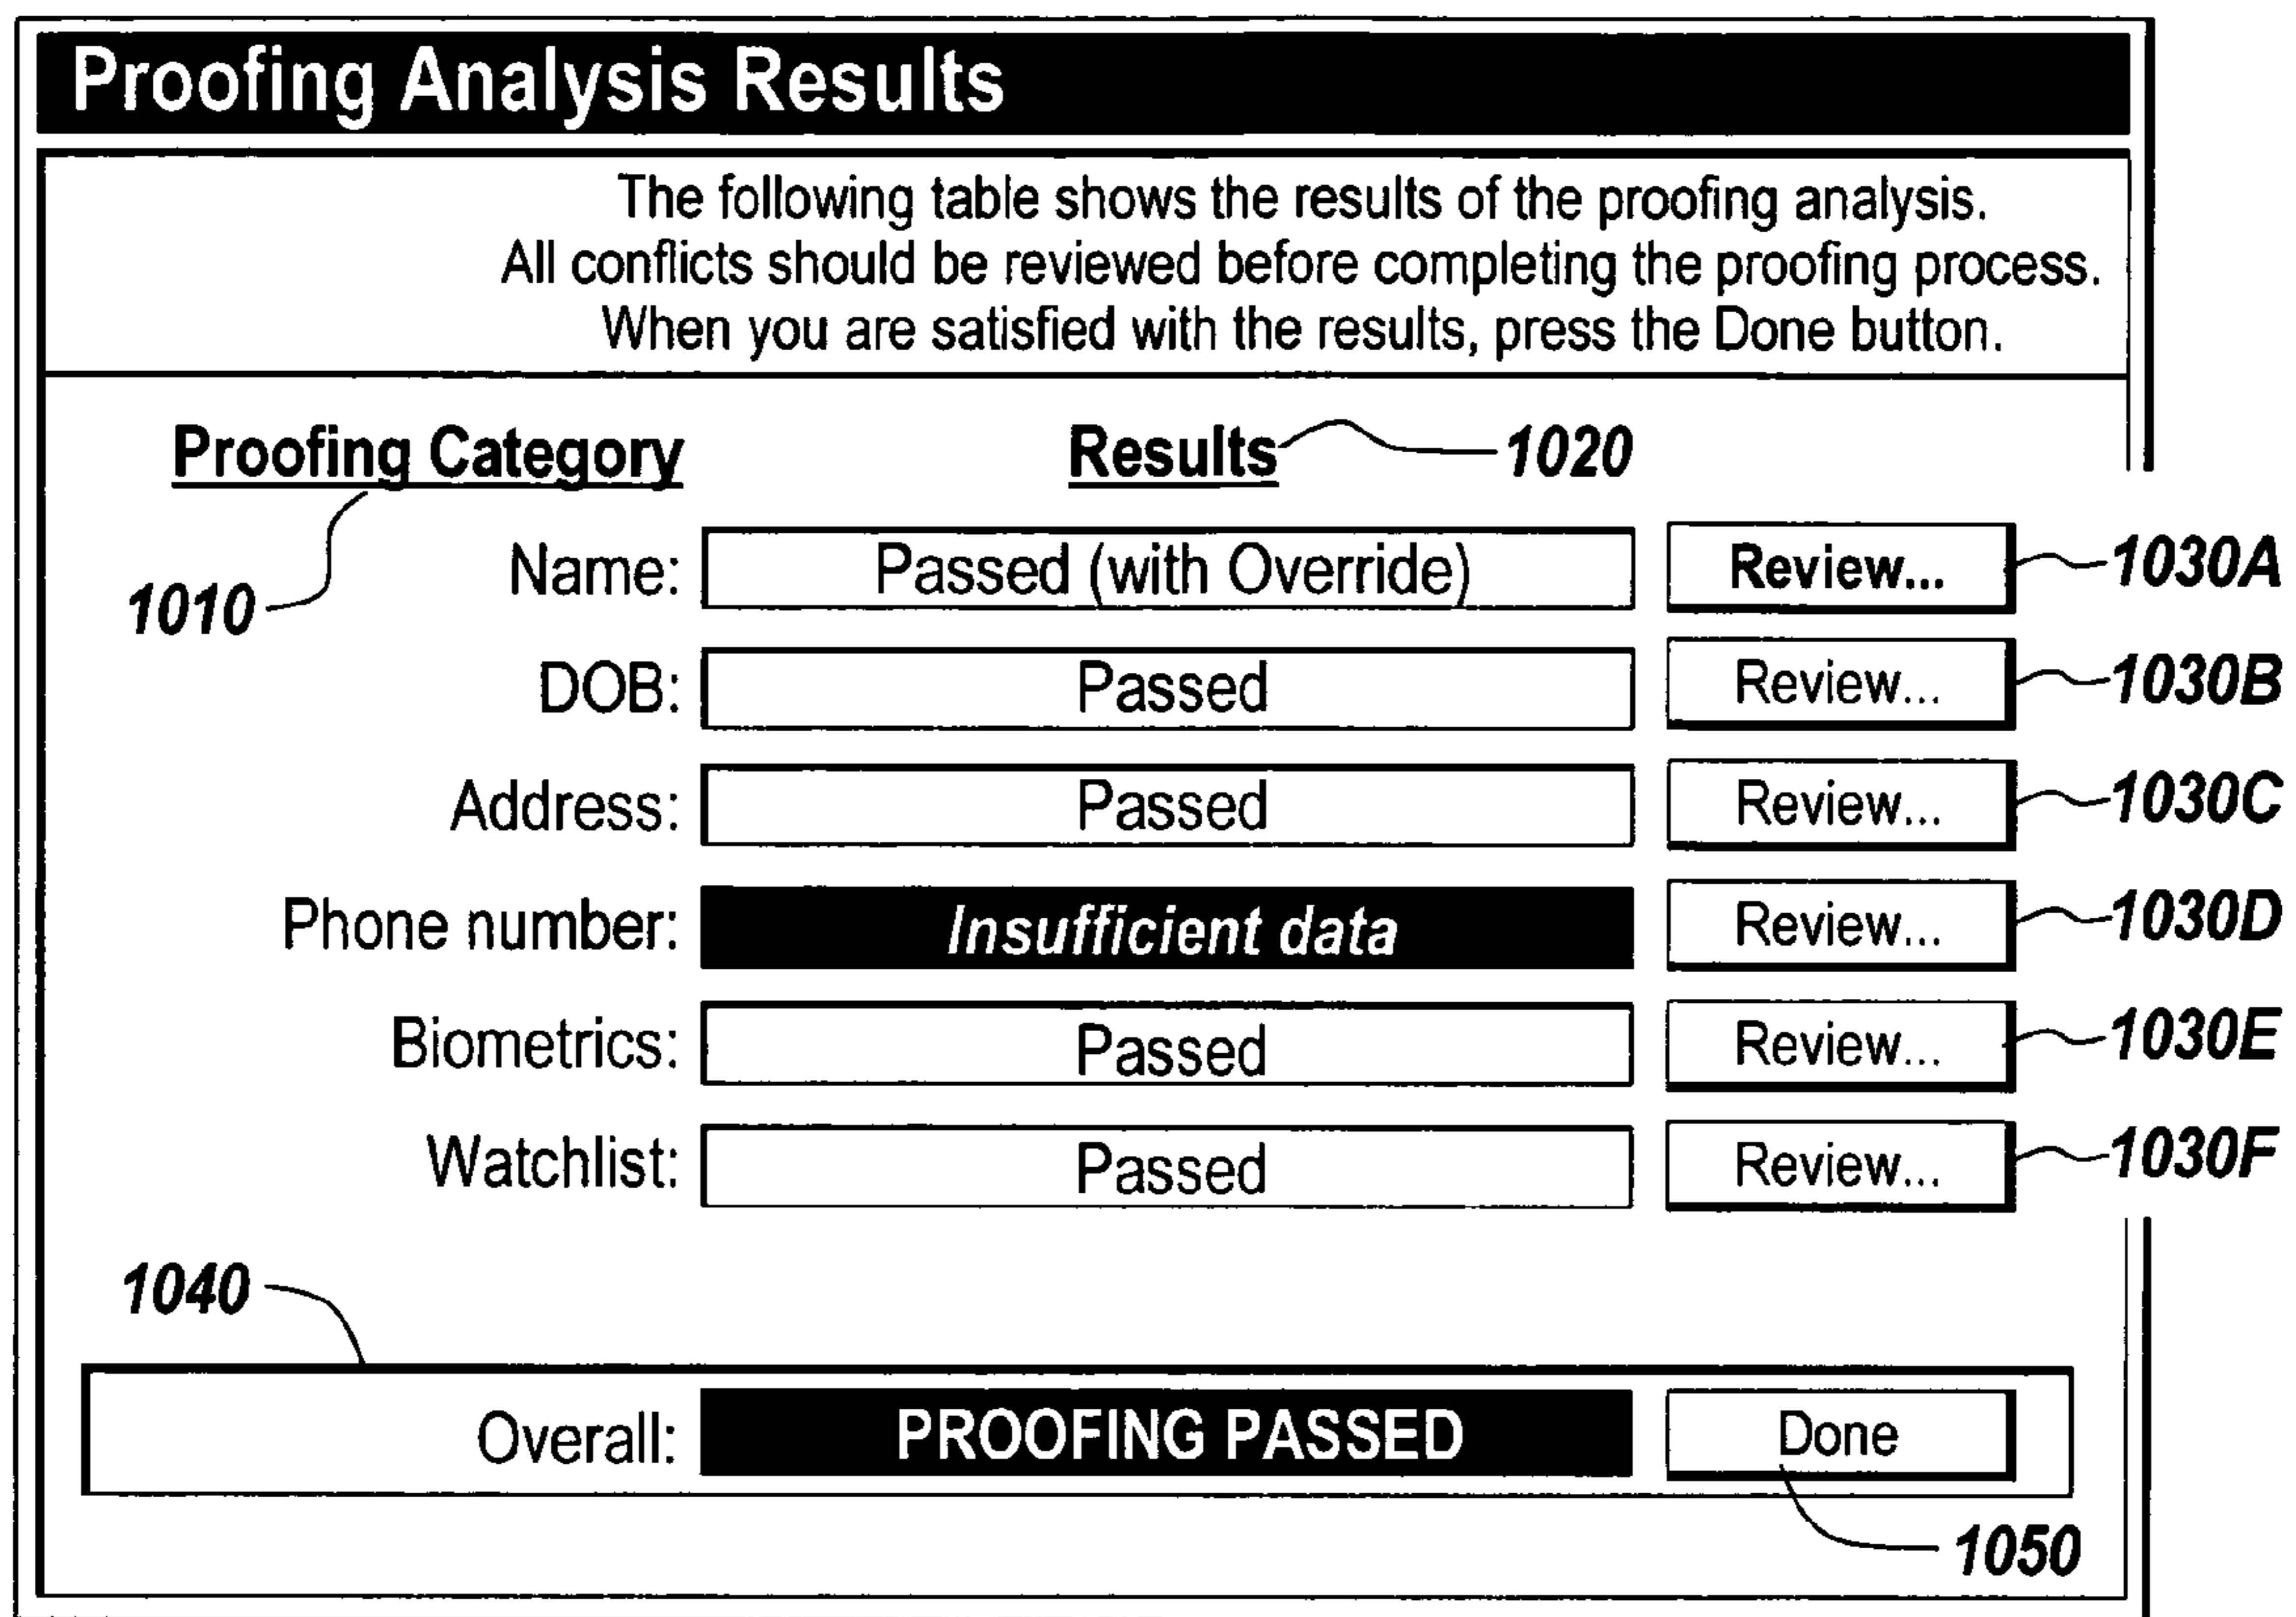 Proofing Analysis Results
The following table shows the results of the proofing analysis.
All conflicts should be reviewed before completing the proofing process.
When you are satisfied with the results, press the Done button.
Proofing Category Results 1020
1010
Name: Passed (with Override) Review... 1030A
DOB: Passed Review... 1030B
Address: Passed Review... 1030C
Phone number: Insufficient data Review... 1030D
Biometrics: Passed Review... 1030E
Watchlist: Passed Review... 1030F
1040
Overall: PROOFING PASSED Done
1050